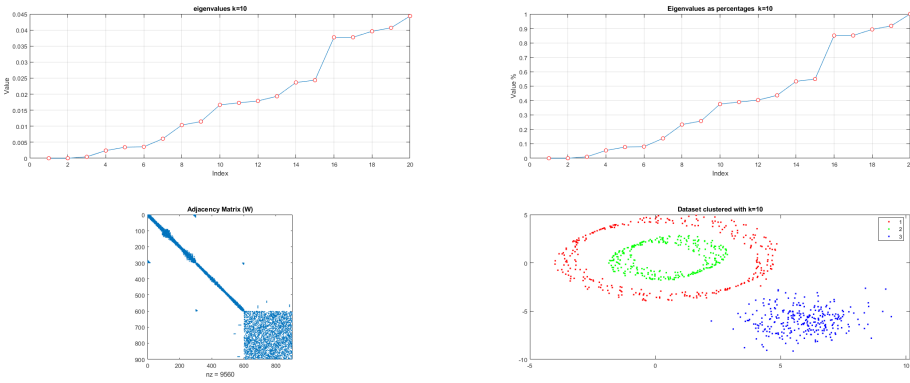 eigenvalues k=10
0.045
0.04
0.035
0.03
0.025
0.02
0.015
0.01
0.005
0
Value
0 2 4 6 8 10 12 14 16 18 20
Index
Eigenvalues as percentages k=10
1
0.9
0.8
0.7
0.6
0.5
0.4
0.3
0.2
0.1
0
Value %
0 2 4 6 8 10 12 14 16 18 20
Index
Adjacency Matrix (W)
0
100
200
300
400
500
600
700
800
900
0 200 400 600 800
nz = 9560
Dataset clustered with k=10
5
0
-5
-10
-5 0 5 10
1
2
3